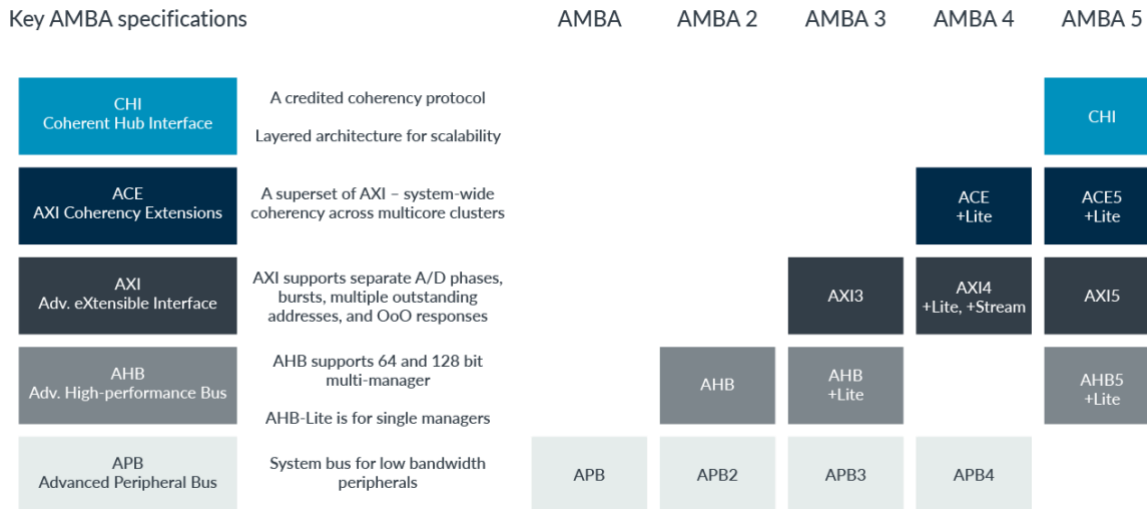 Key AMBA specifications
AMBA
AMBA 2
AMBA 3
AMBA 4
AMBA 5
CHI
Coherent Hub Interface
A credited coherency protocol
Layered architecture for scalability
CHI
ACE
AXI Coherency Extensions
A superset of AXI – system-wide
coherency across multicore clusters
ACE
+Lite
ACE5
+Lite
AXI
Adv. eXtensible Interface
AXI supports separate A/D phases,
bursts, multiple outstanding
addresses, and OoO responses
AXI3
AXI4
+Lite, +Stream
AXI5
AHB
Adv. High-performance Bus
AHB supports 64 and 128 bit
multi-manager
AHB-Lite is for single managers
AHB
AHB
+Lite
AHB5
+Lite
APB
Advanced Peripheral Bus
System bus for low bandwidth
peripherals
APB
APB2
APB3
APB4